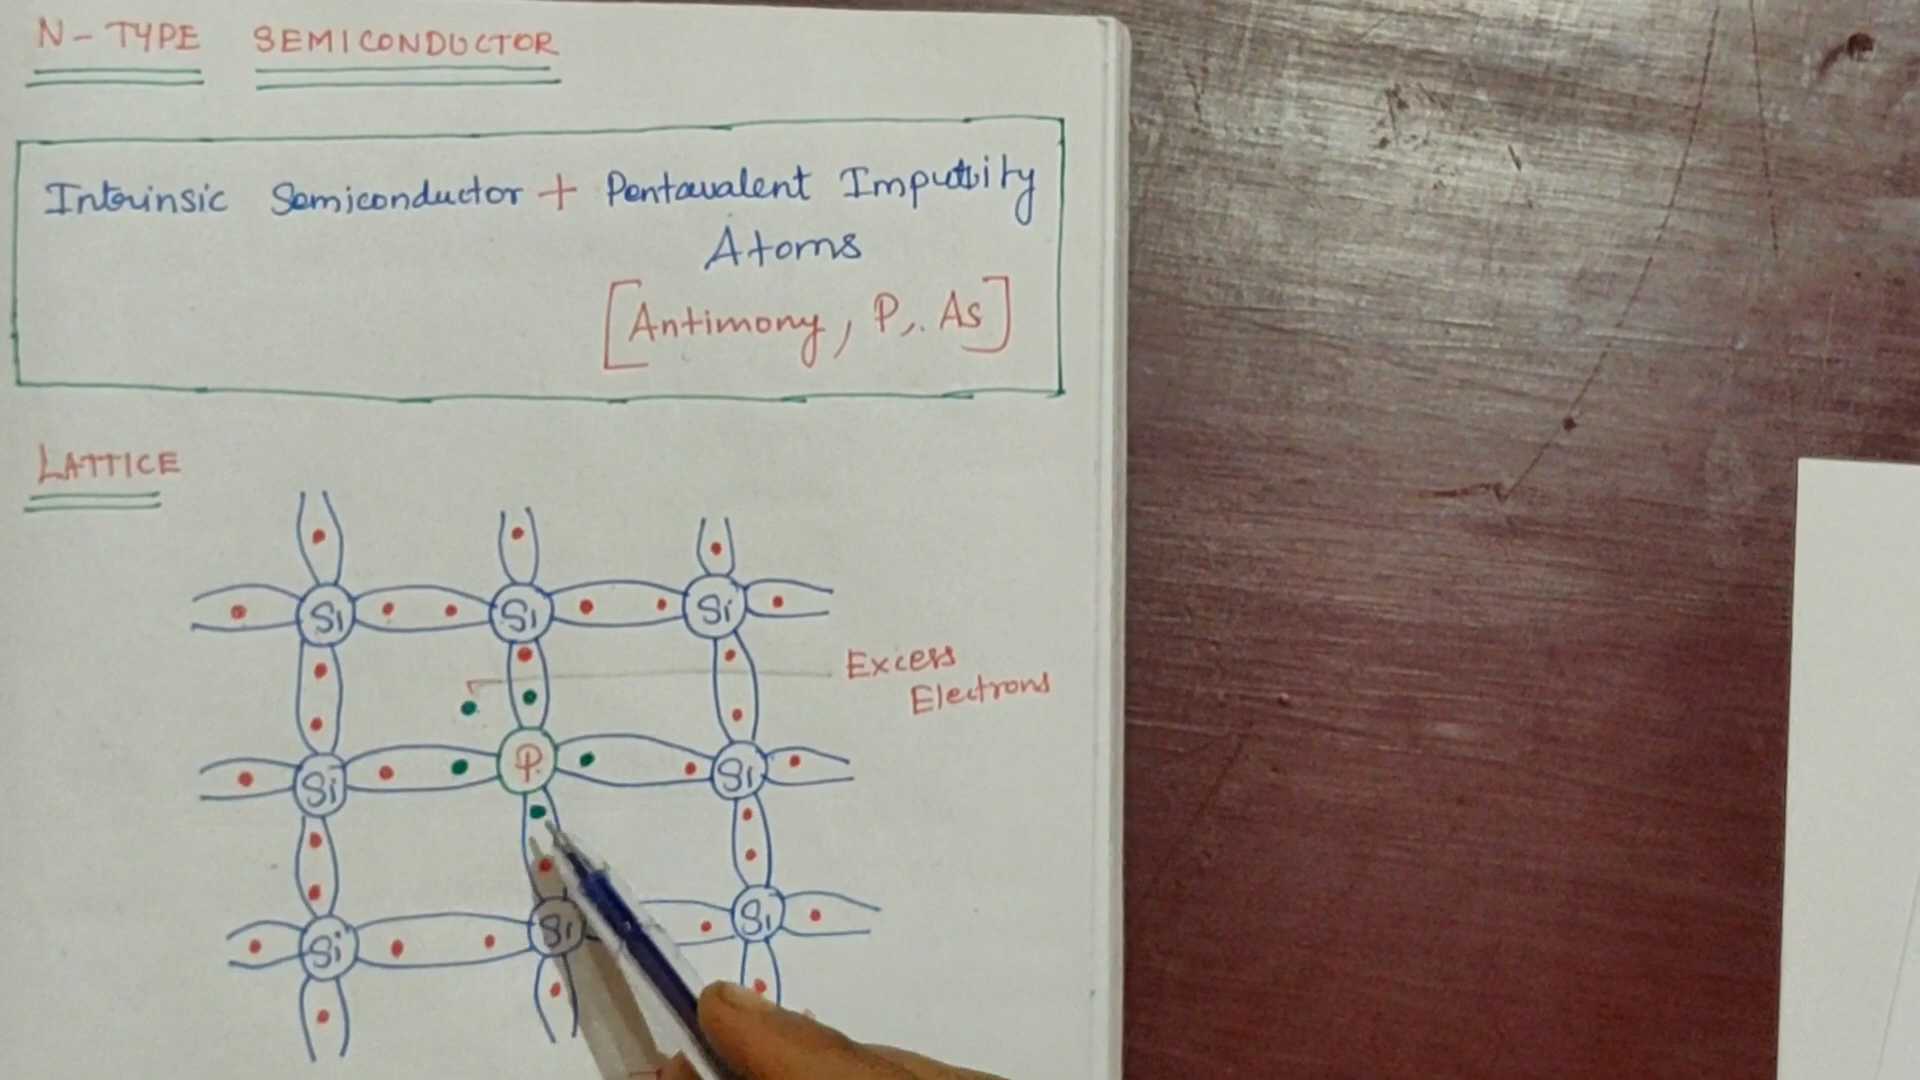 N-TYPE SEMICONDUCTOR
Intrinsic Semiconductor + Pentavalent Impurity
Atoms
[Antimony, P, As]
LATTICE
Si Si Si
Excess
Electrons
Si P Si
Si Si Si